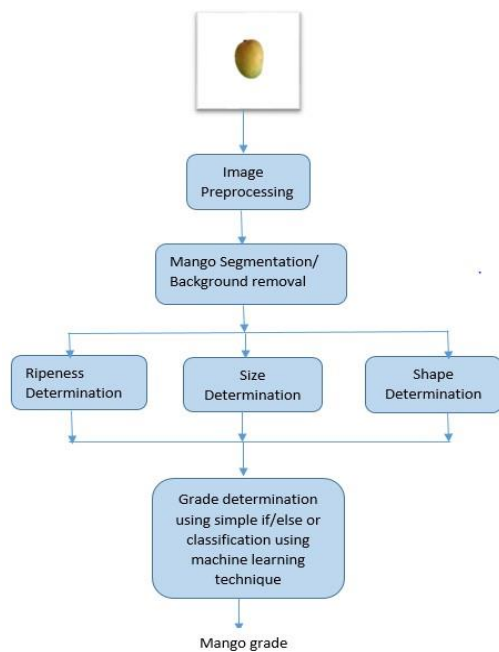 Image
Preprocessing
Mango Segmentation/
Background removal
Ripeness
Determination
Size
Determination
Shape
Determination
Grade determination
using simple if/else or
classification using
machine learning
technique
Mango grade